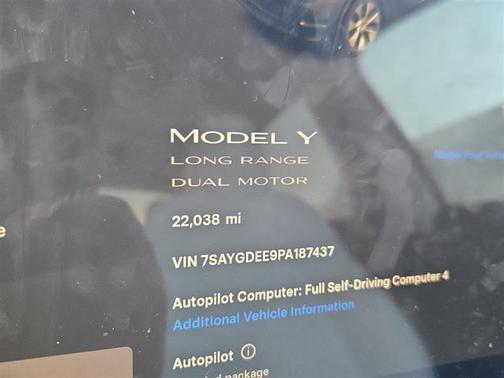 MODEL Y
LONG RANGE
DUAL MOTOR
22,038 mi
VIN 7SAYGDEE9PA187437
Autopilot Computer: Full Self-Driving Computer 4
Additional Vehicle Information
Autopilot
package